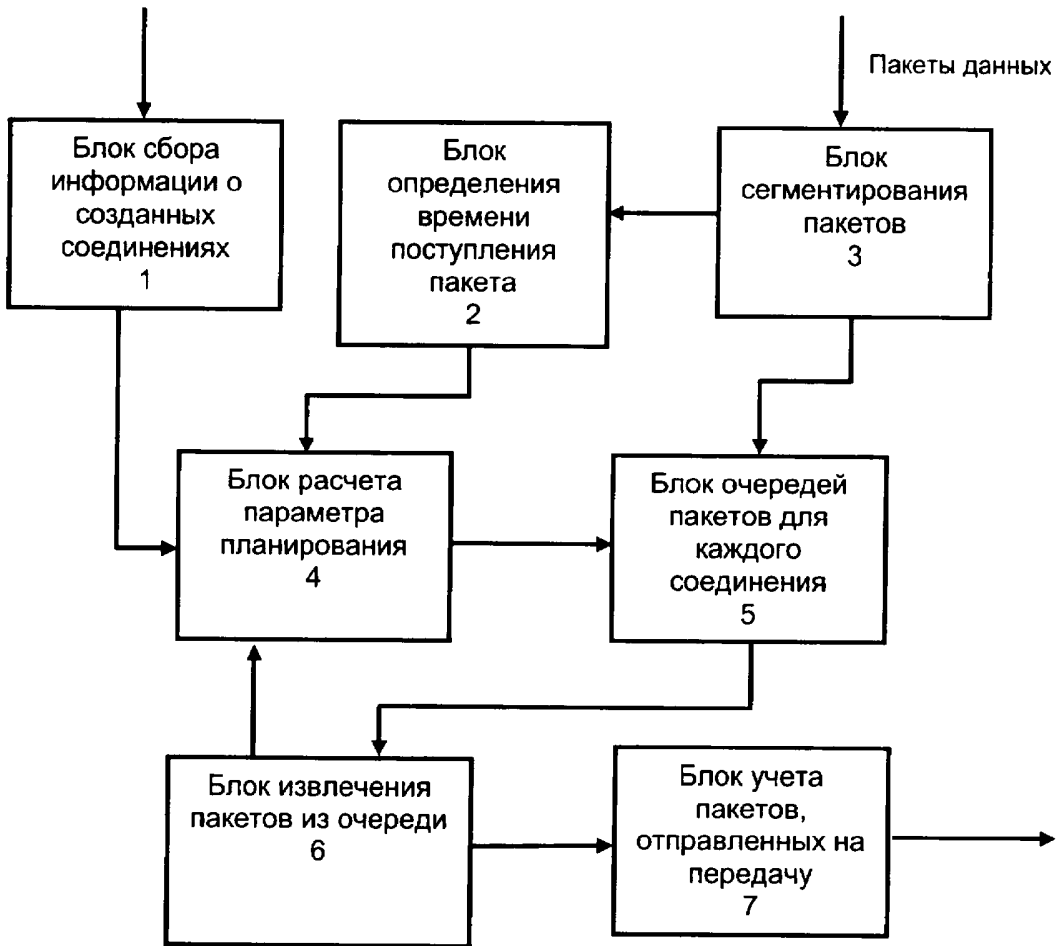 Пакеты данных
Блок сбора
информации о
созданных
соединениях
1
Блок
определения
времени
поступления
пакета
2
Блок
сегментирования
пакетов
3
Блок расчета
параметра
планирования
4
Блок очередей
пакетов для
каждого
соединения
5
Блок извлечения
пакетов из очереди
6
Блок учета
пакетов,
отправленных на
передачу
7